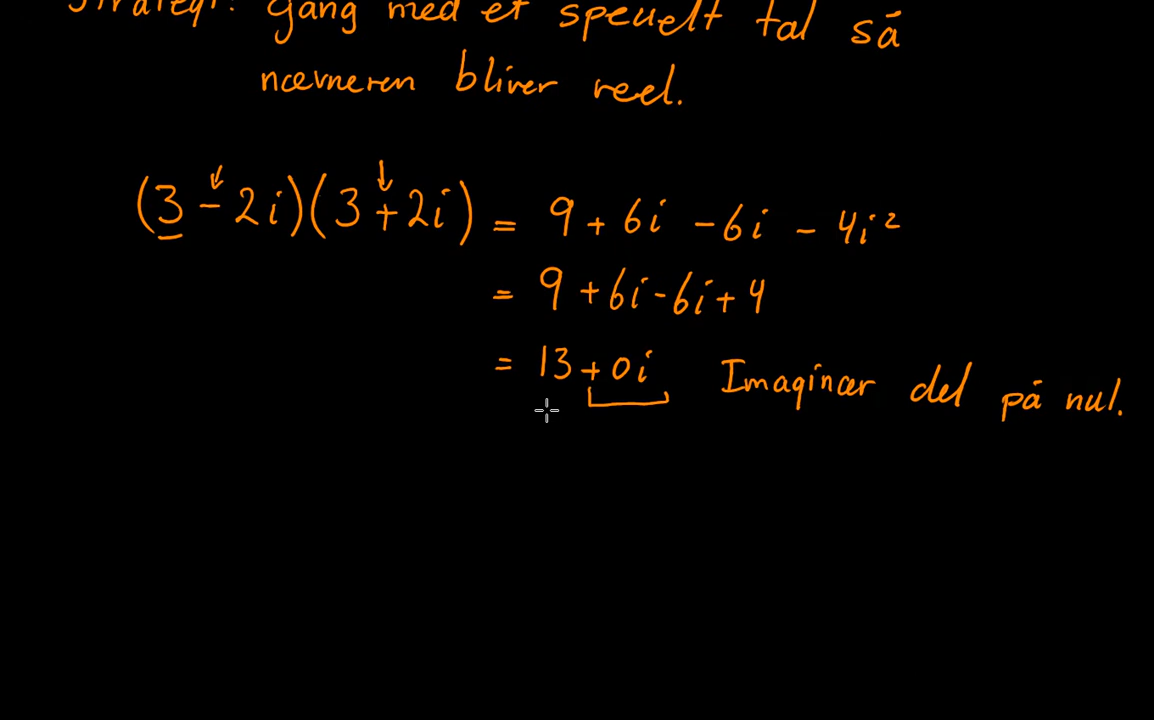 Strategi: Gang med et specielt tal så
nævneren bliver reel.
(3 - 2i)(3 + 2i) = 9 + 6i - 6i - 4i²
= 9 + 6i - 6i + 4
= 13 + 0i Imaginær del på nul.